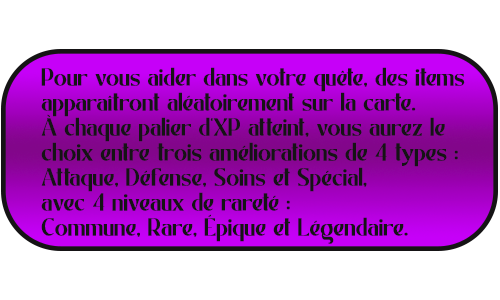 Pour vous aider dans votre quête, des items
apparaîtront aléatoirement sur la carte.
À chaque palier d'XP atteint, vous aurez le
choix entre trois améliorations de 4 types :
Attaque, Défense, Soins et Spécial,
avec 4 niveaux de rareté :
Commune, Rare, Épique et Légendaire.